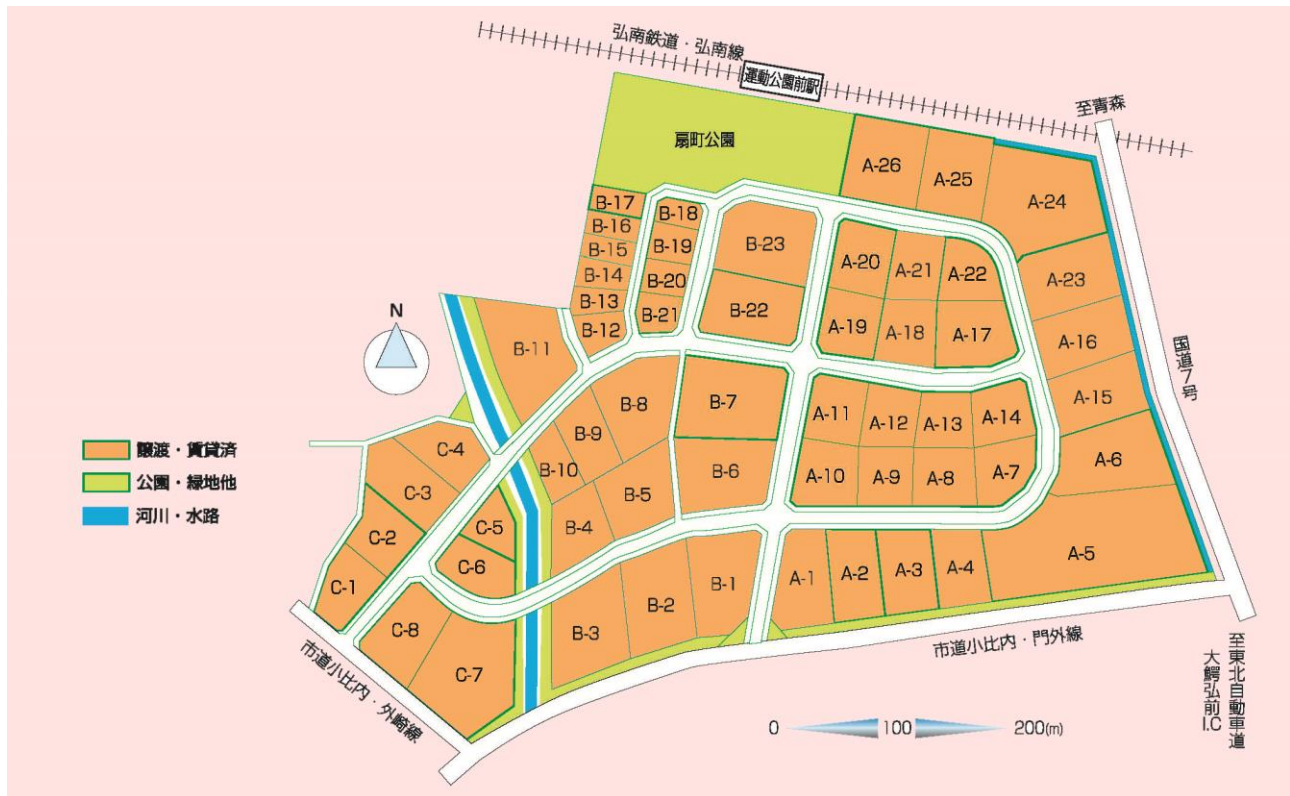 弘南鉄道・弘南線
運動公園前駅
至青森
扇町公園
A-26
A-25
A-24
B-17
B-18
B-16
B-19
B-23
A-20
A-21
A-22
A-23
B-15
B-14
B-20
B-13
B-21
B-22
A-19
A-18
A-17
A-16
B-12
N
B-11
国道7号
B-8
B-7
A-11
A-12
A-13
A-14
A-15
B-9
C-4
B-10
B-6
A-10
A-9
A-8
A-7
A-6
C-3
B-5
C-5
B-4
C-2
C-6
A-5
C-1
B-3
B-2
B-1
A-1
A-2
A-3
A-4
C-8
C-7
譲渡・賃貸済
公園・緑地他
河川・水路
市道小比内・外崎線
市道小比内・門外線
至東北自動車道
大鰐弘前I.C
0 100 200(m)